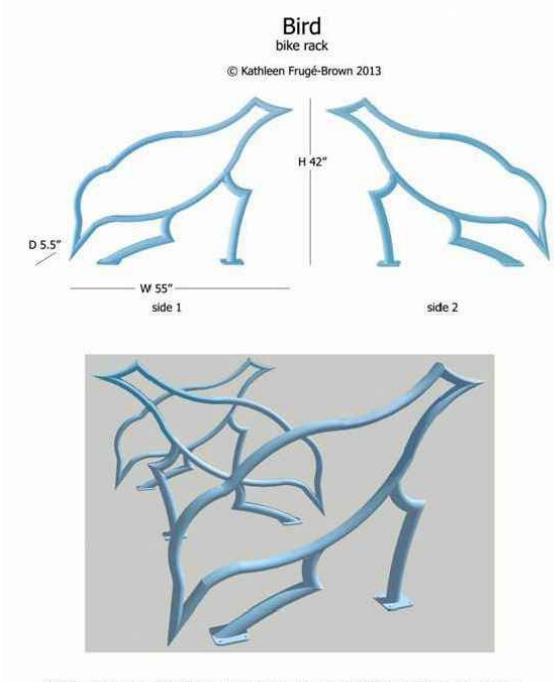 Bird
bike rack
© Kathleen Frugé-Brown 2013
H 42"
D 5.5"
W 55"
side 1
side 2